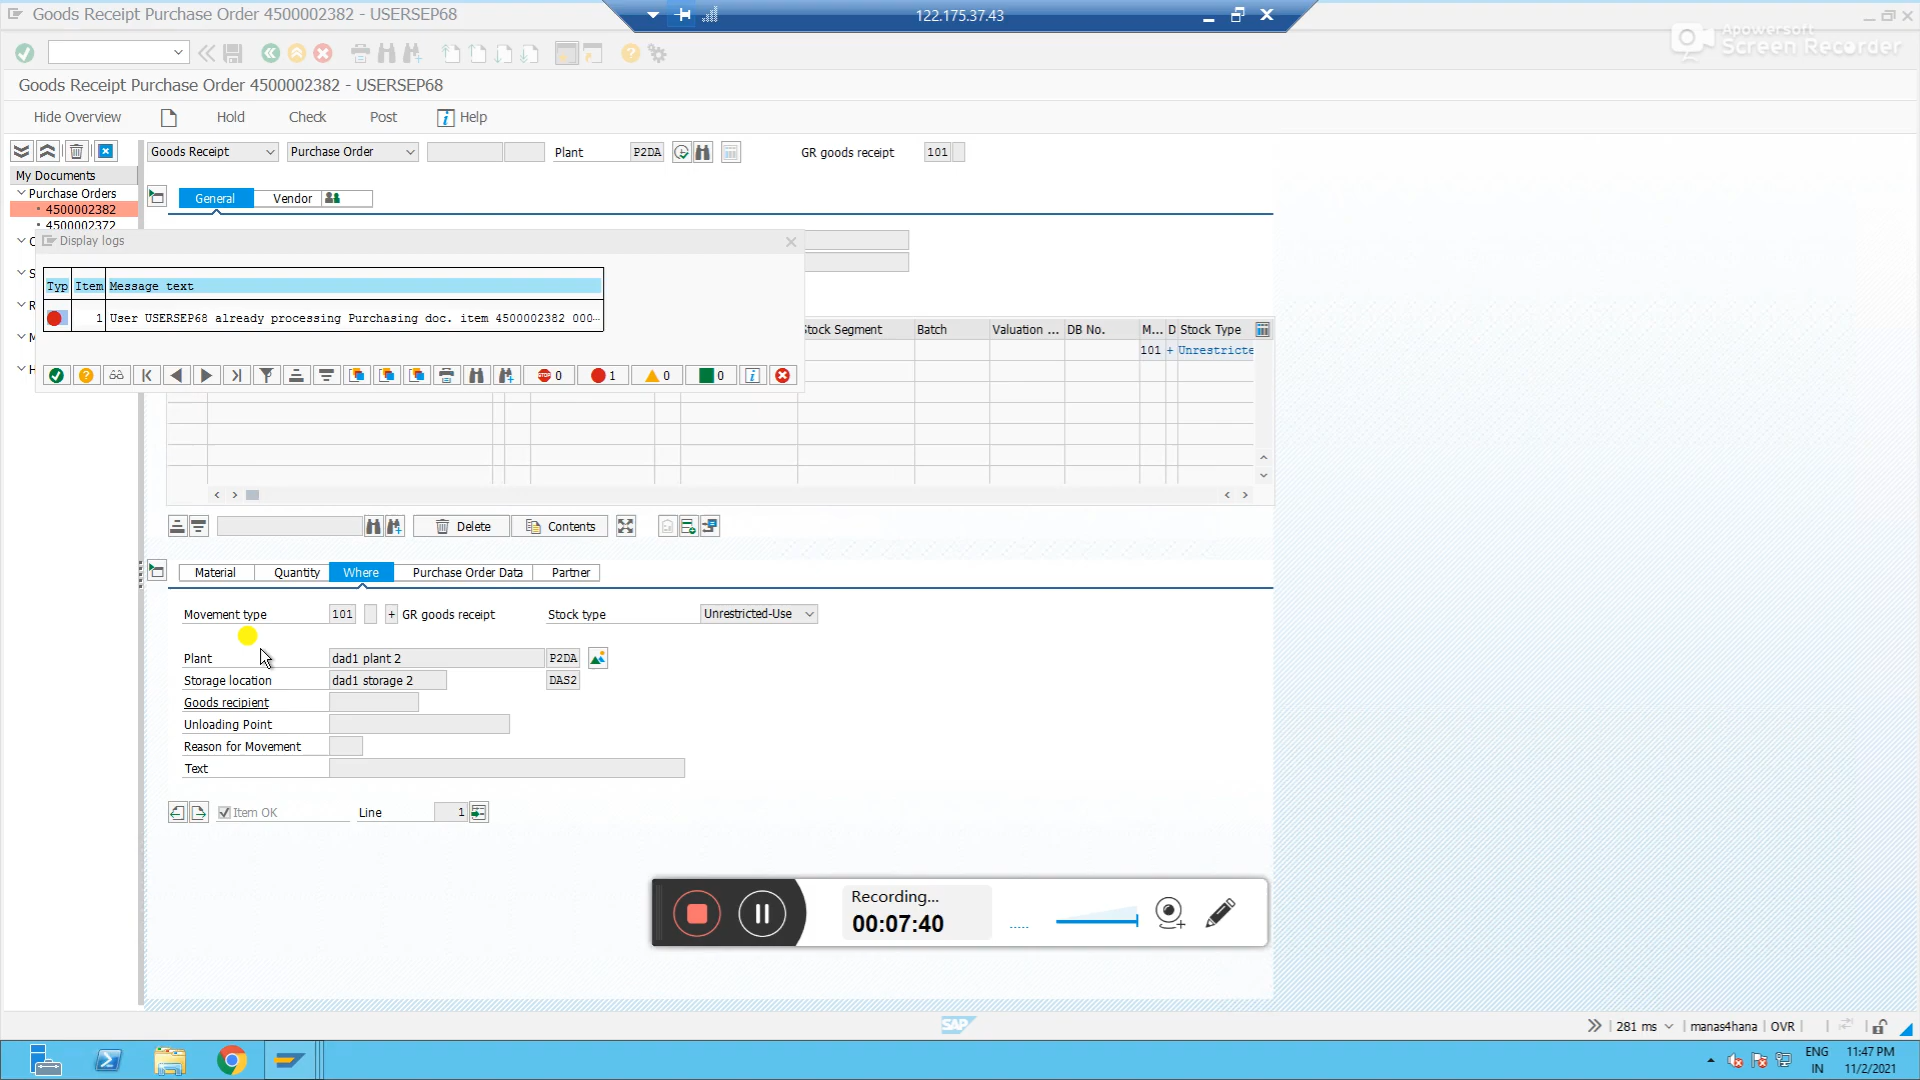 Goods Receipt Purchase Order 4500002382 - USERSEP68
122.175.37.43
Apowersoft
Screen Recorder
Goods Receipt Purchase Order 4500002382 - USERSEP68
Hide Overview Hold Check Post Help
Goods Receipt Purchase Order Plant P2DA GR goods receipt 101
My Documents
Purchase Orders
4500002382
4500002372
General Vendor
Display logs
Typ Item Message text
1 User USERSEP68 already processing Purchasing doc. item 4500002382 000...
STOP 0 1 0 0
Stock Segment Batch Valuation ... DB No. M... D Stock Type
101 + Unrestricte
Delete Contents
Material Quantity Where Purchase Order Data Partner
Movement type 101 + GR goods receipt Stock type Unrestricted-Use
Plant dad1 plant 2 P2DA
Storage location dad1 storage 2 DAS2
Goods recipient
Unloading Point
Reason for Movement
Text
Item OK Line 1
Recording...
00:07:40
SAP
281 ms manas4hana OVR
ENG 11:47 PM
IN 11/2/2021